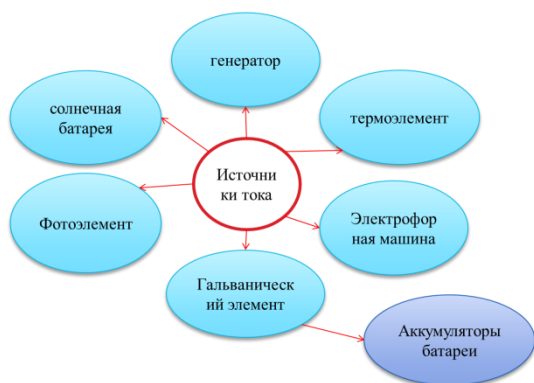 генератор
солнечная
батарея
термоэлемент
Источни
ки тока
Фотоэлемент
Электрофор
ная машина
Гальваническ
ий элемент
Аккумуляторы
батареи